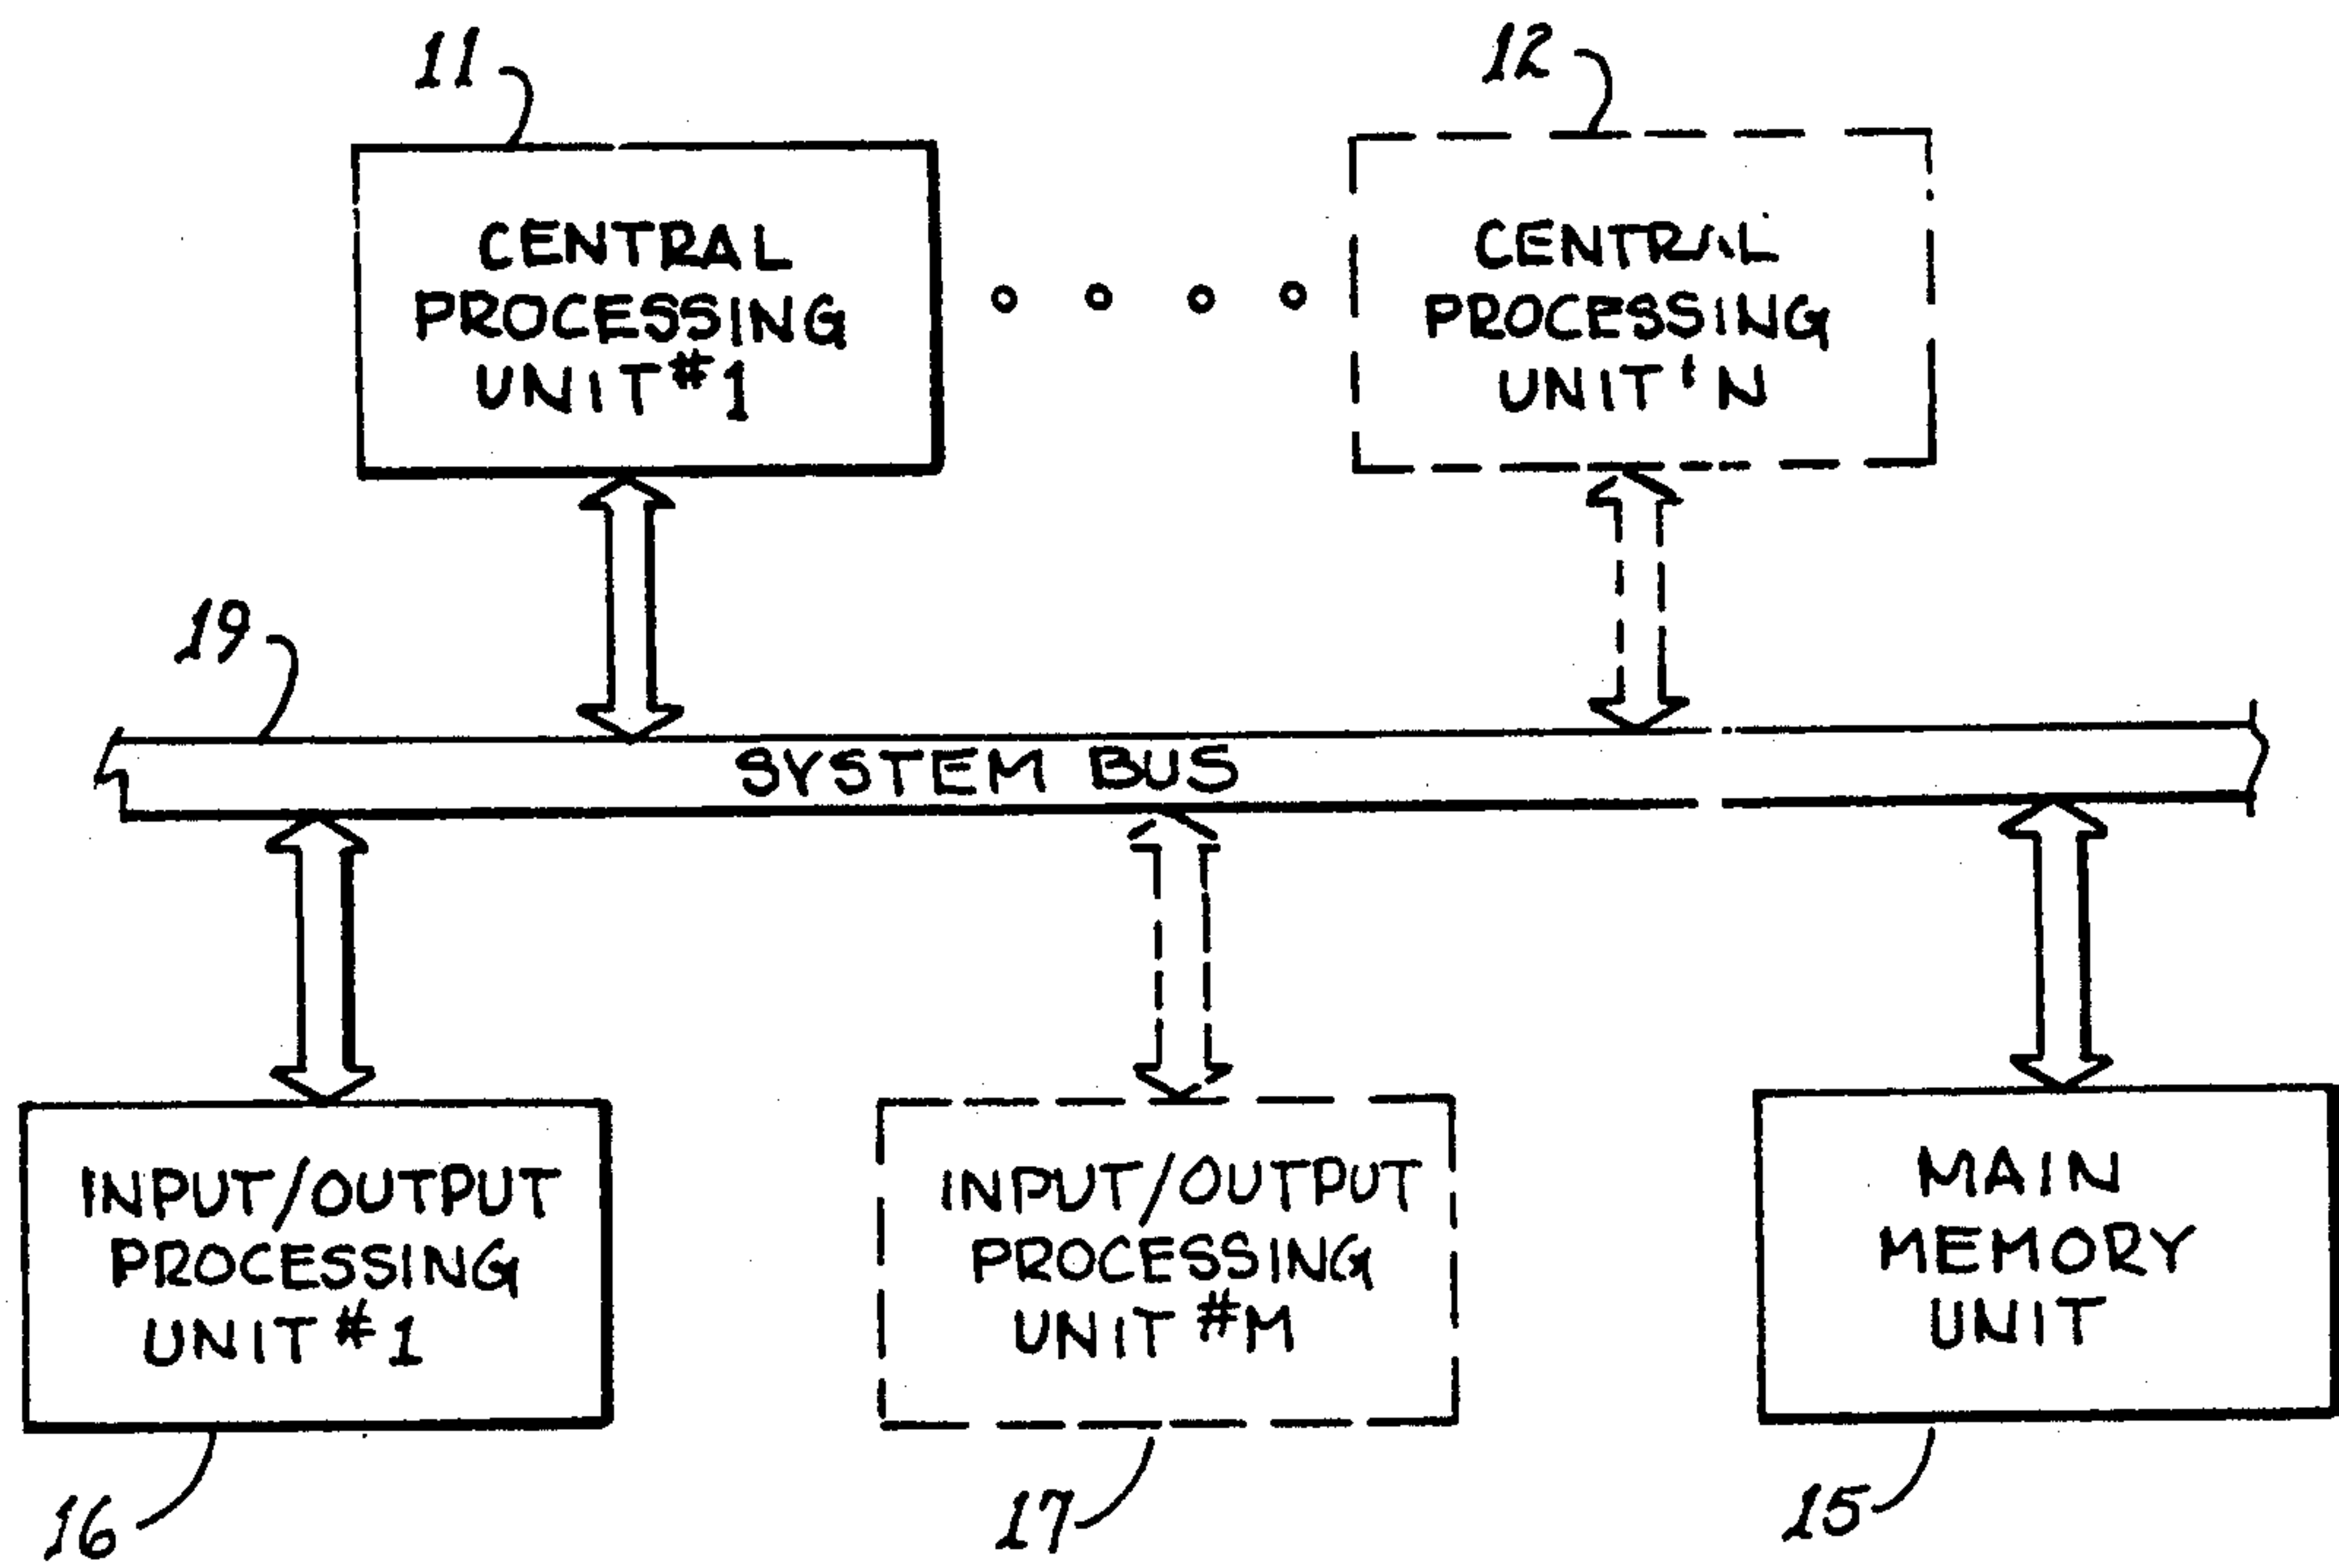 11
12
CENTRAL
PROCESSING
UNIT #1
CENTRAL
PROCESSING
UNIT 'N
19
SYSTEM BUS
INPUT/OUTPUT
PROCESSING
UNIT #1
INPUT/OUTPUT
PROCESSING
UNIT #M
MAIN
MEMORY
UNIT
16
17
15